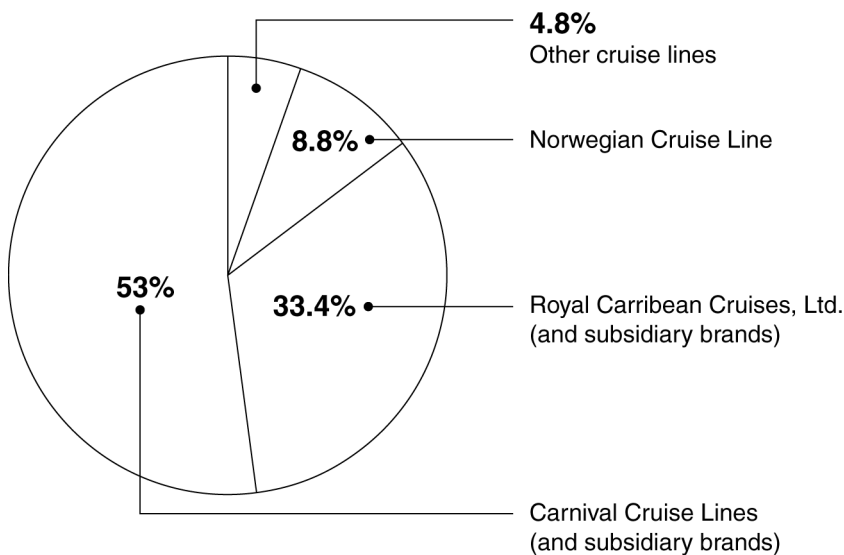 4.8%
Other cruise lines
8.8%
Norwegian Cruise Line
53%
33.4%
Royal Carribean Cruises, Ltd.
(and subsidiary brands)
Carnival Cruise Lines
(and subsidiary brands)